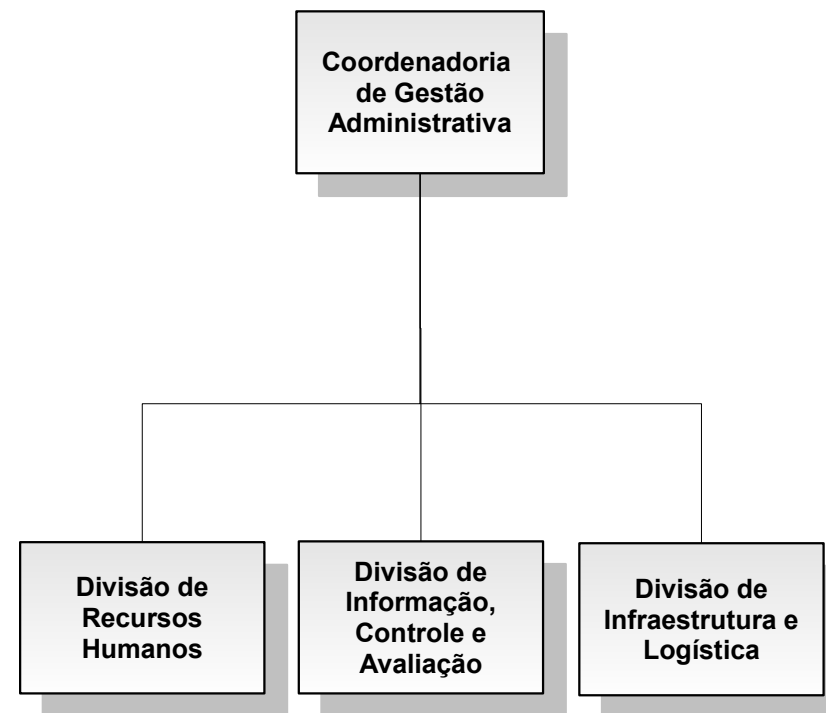 Coordenadoria
de Gestão
Administrativa
Divisão de
Recursos
Humanos
Divisão de
Informação,
Controle e
Avaliação
Divisão de
Infraestrutura e
Logística